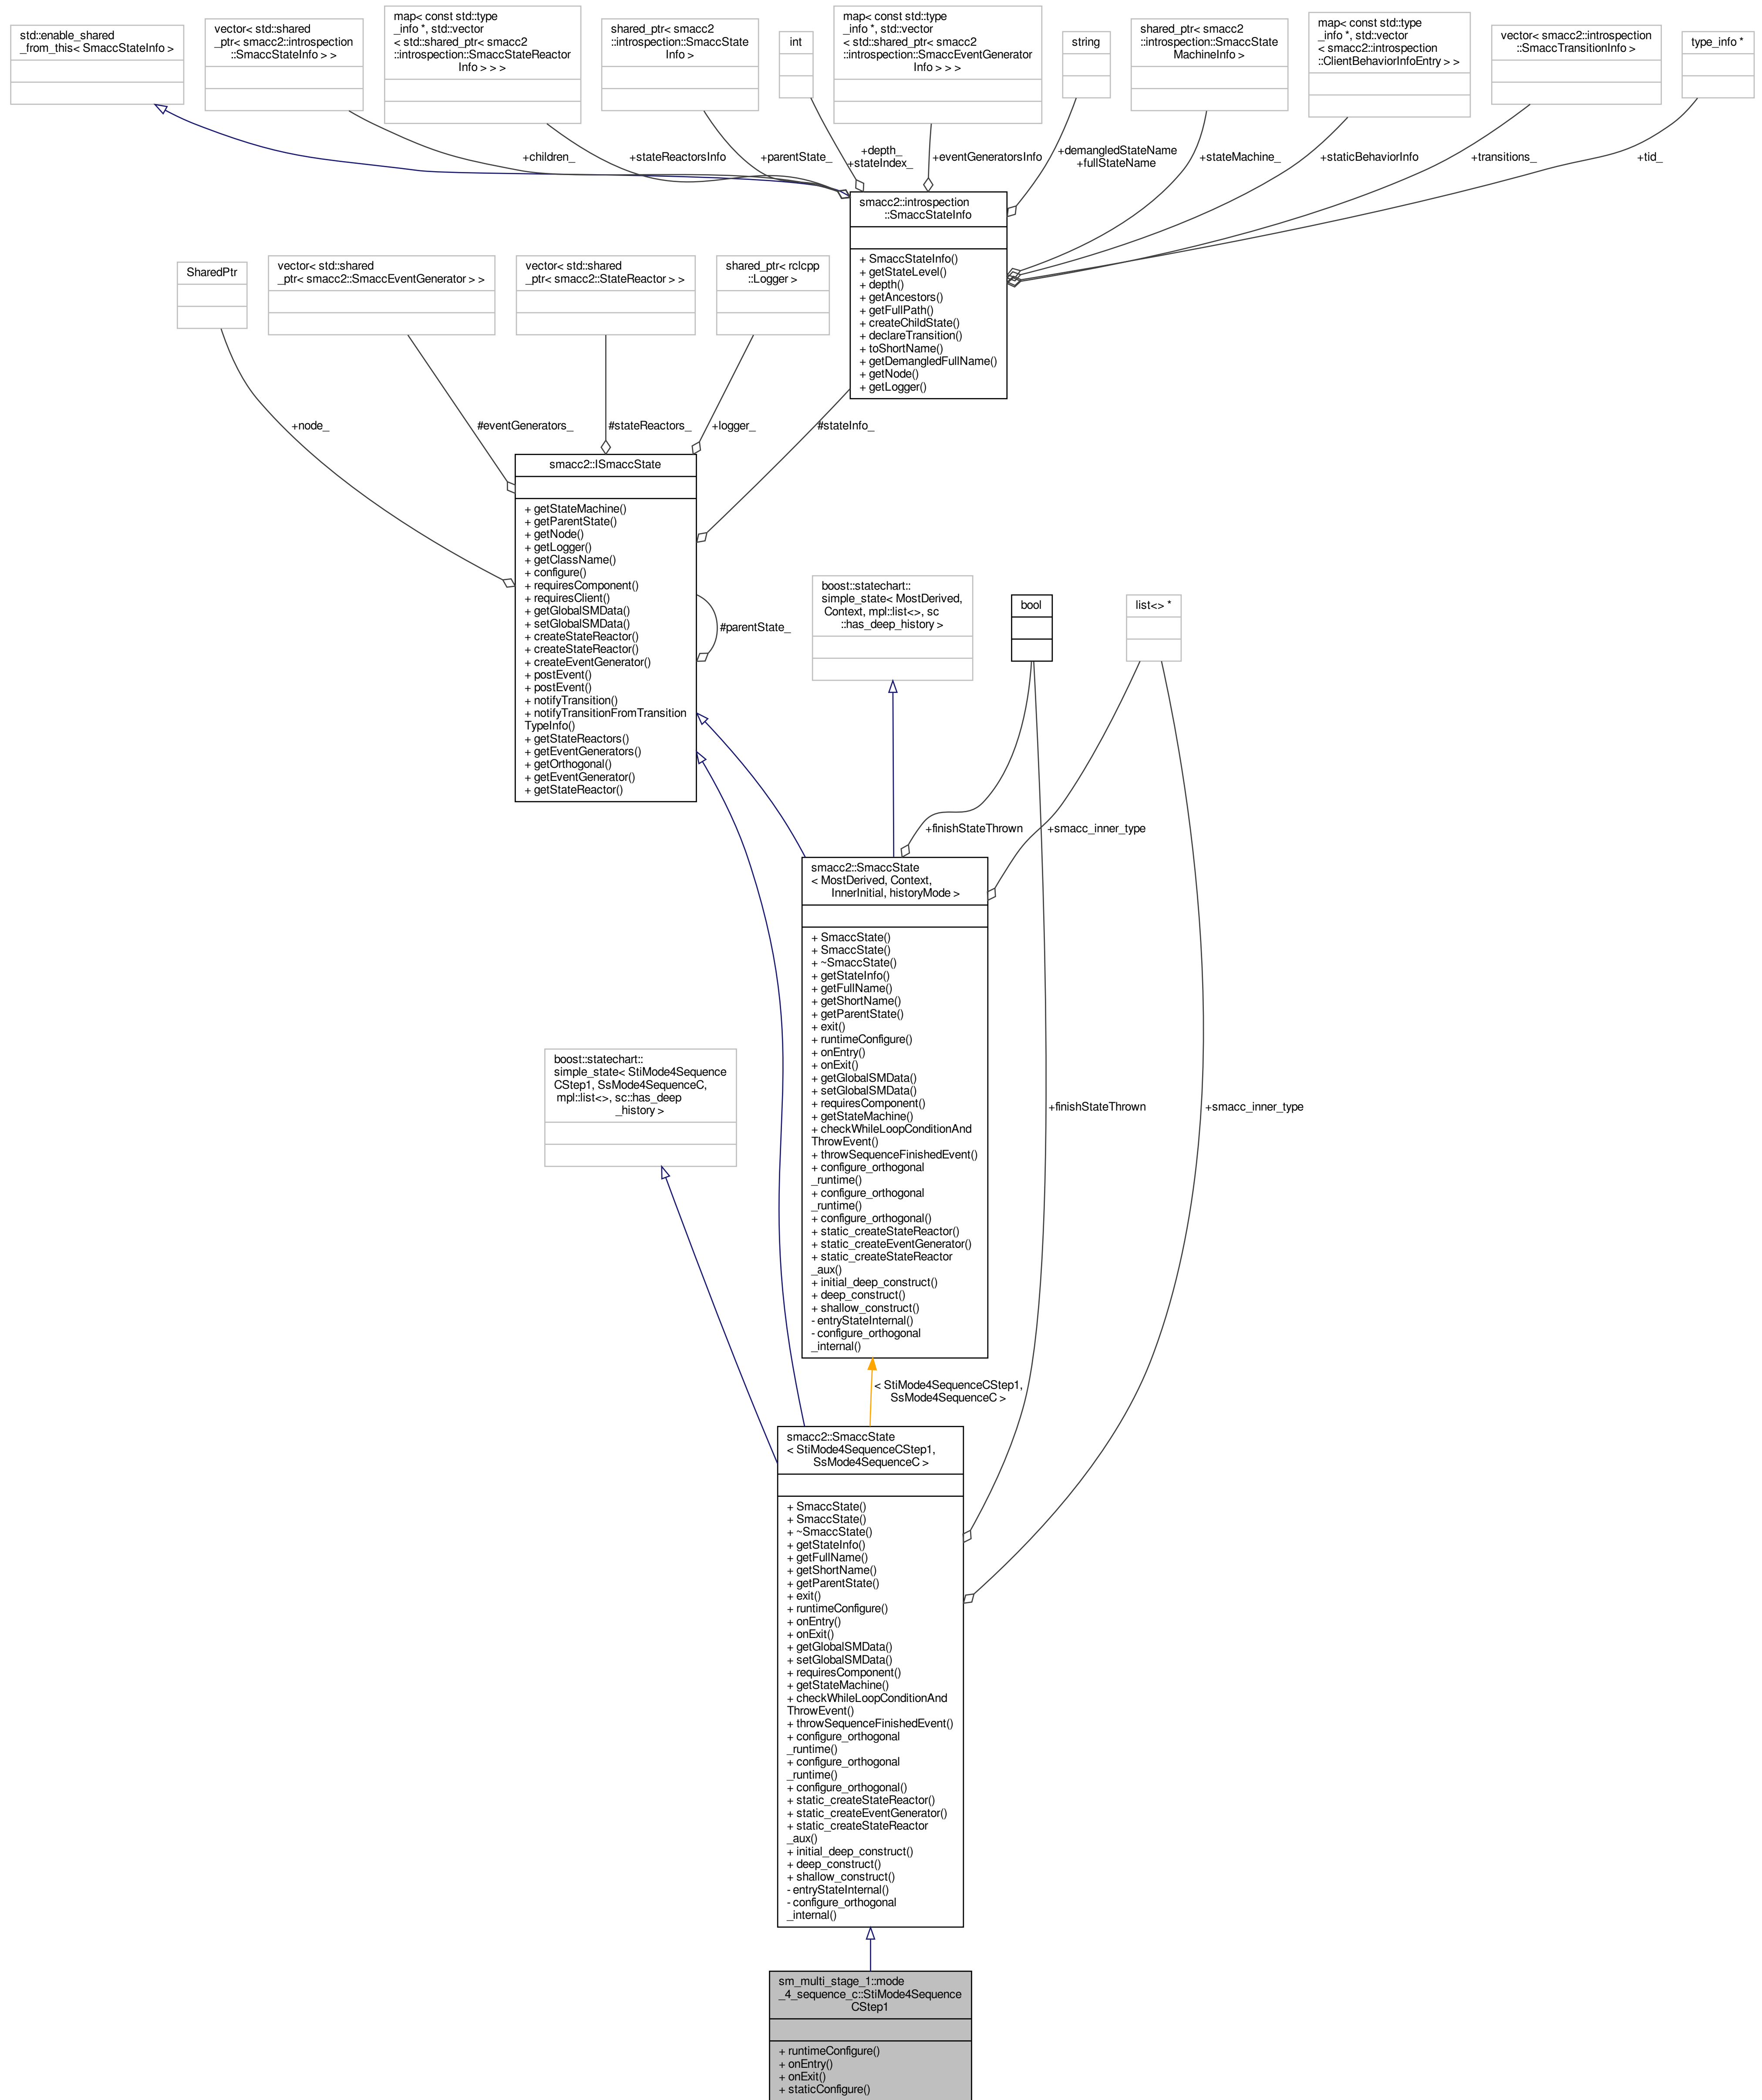 std::enable_shared
_from_this< SmaccStateInfo >
vector< std::shared
_ptr< smacc2::introspection
::SmaccStateInfo > >
map< const std::type
_info *, std::vector
< std::shared_ptr< smacc2
::introspection::SmaccStateReactor
Info > > >
shared_ptr< smacc2
::introspection::SmaccState
Info >
int
map< const std::type
_info *, std::vector
< std::shared_ptr< smacc2
::introspection::SmaccEventGenerator
Info > > >
string
shared_ptr< smacc2
::introspection::SmaccState
MachineInfo >
map< const std::type
_info *, std::vector
< smacc2::introspection
::ClientBehaviorInfoEntry > >
vector< smacc2::introspection
::SmaccTransitionInfo >
type_info *
+children_
+stateReactorsInfo
+parentState_
+depth_
+stateIndex_
+eventGeneratorsInfo
+demangledStateName
+fullStateName
+stateMachine_
+staticBehaviorInfo
+transitions_
+tid_
smacc2::introspection
::SmaccStateInfo
+ SmaccStateInfo()
+ getStateLevel()
+ depth()
+ getAncestors()
+ getFullPath()
+ createChildState()
+ declareTransition()
+ toShortName()
+ getDemangledFullName()
+ getNode()
+ getLogger()
SharedPtr
vector< std::shared
_ptr< smacc2::SmaccEventGenerator > >
vector< std::shared
_ptr< smacc2::StateReactor > >
shared_ptr< rclcpp
::Logger >
+node_
#eventGenerators_
#stateReactors_
+logger_
#stateInfo_
smacc2::ISmaccState
+ getStateMachine()
+ getParentState()
+ getNode()
+ getLogger()
+ getClassName()
+ configure()
+ requiresComponent()
+ requiresClient()
+ getGlobalSMData()
+ setGlobalSMData()
+ createStateReactor()
+ createStateReactor()
+ createEventGenerator()
+ postEvent()
+ postEvent()
+ notifyTransition()
+ notifyTransitionFromTransition
TypeInfo()
+ getStateReactors()
+ getEventGenerators()
+ getOrthogonal()
+ getEventGenerator()
+ getStateReactor()
#parentState_
boost::statechart::
simple_state< MostDerived,
Context, mpl::list<>, sc
::has_deep_history >
bool
list<> *
+finishStateThrown
+smacc_inner_type
smacc2::SmaccState
< MostDerived, Context,
InnerInitial, historyMode >
+ SmaccState()
+ SmaccState()
+ ~SmaccState()
+ getStateInfo()
+ getFullName()
+ getShortName()
+ getParentState()
+ exit()
+ runtimeConfigure()
+ onEntry()
+ onExit()
+ getGlobalSMData()
+ setGlobalSMData()
+ requiresComponent()
+ getStateMachine()
+ checkWhileLoopConditionAnd
ThrowEvent()
+ throwSequenceFinishedEvent()
+ configure_orthogonal
_runtime()
+ configure_orthogonal
_runtime()
+ configure_orthogonal()
+ static_createStateReactor()
+ static_createEventGenerator()
+ static_createStateReactor
_aux()
+ initial_deep_construct()
+ deep_construct()
+ shallow_construct()
- entryStateInternal()
- configure_orthogonal
_internal()
boost::statechart::
simple_state< StiMode4Sequence
CStep1, SsMode4SequenceC,
mpl::list<>, sc::has_deep
_history >
+finishStateThrown
+smacc_inner_type
< StiMode4SequenceCStep1,
SsMode4SequenceC >
smacc2::SmaccState
< StiMode4SequenceCStep1,
SsMode4SequenceC >
+ SmaccState()
+ SmaccState()
+ ~SmaccState()
+ getStateInfo()
+ getFullName()
+ getShortName()
+ getParentState()
+ exit()
+ runtimeConfigure()
+ onEntry()
+ onExit()
+ getGlobalSMData()
+ setGlobalSMData()
+ requiresComponent()
+ getStateMachine()
+ checkWhileLoopConditionAnd
ThrowEvent()
+ throwSequenceFinishedEvent()
+ configure_orthogonal
_runtime()
+ configure_orthogonal
_runtime()
+ configure_orthogonal()
+ static_createStateReactor()
+ static_createEventGenerator()
+ static_createStateReactor
_aux()
+ initial_deep_construct()
+ deep_construct()
+ shallow_construct()
- entryStateInternal()
- configure_orthogonal
_internal()
sm_multi_stage_1::mode
_4_sequence_c::StiMode4Sequence
CStep1
+ runtimeConfigure()
+ onEntry()
+ onExit()
+ staticConfigure()